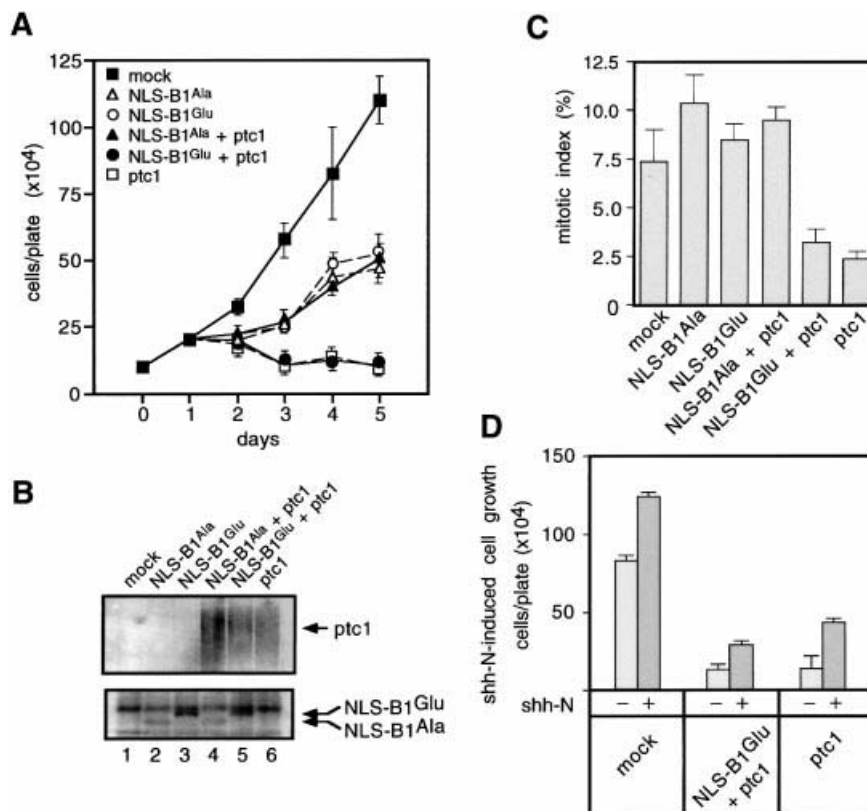 A
125
100
75
50
25
0
cells/plate (x10⁴)
mock
NLS-B1ᴬˡᵃ
NLS-B1ᴳˡᵘ
NLS-B1ᴬˡᵃ + ptc1
NLS-B1ᴳˡᵘ + ptc1
ptc1
0 1 2 3 4 5
days
B
mock
NLS-B1ᴬˡᵃ
NLS-B1ᴳˡᵘ
NLS-B1ᴬˡᵃ + ptc1
NLS-B1ᴳˡᵘ + ptc1
ptc1
ptc1
NLS-B1ᴳˡᵘ
NLS-B1ᴬˡᵃ
1 2 3 4 5 6
C
12.5
10.0
7.5
5.0
2.5
0
mitotic index (%)
mock
NLS-B1Ala
NLS-B1Glu
NLS-B1Ala + ptc1
NLS-B1Glu + ptc1
ptc1
D
150
100
50
shh-N-induced cell growth
cells/plate (x10⁴)
shh-N − + − + − +
mock
NLS-B1Glu
+ ptc1
ptc1